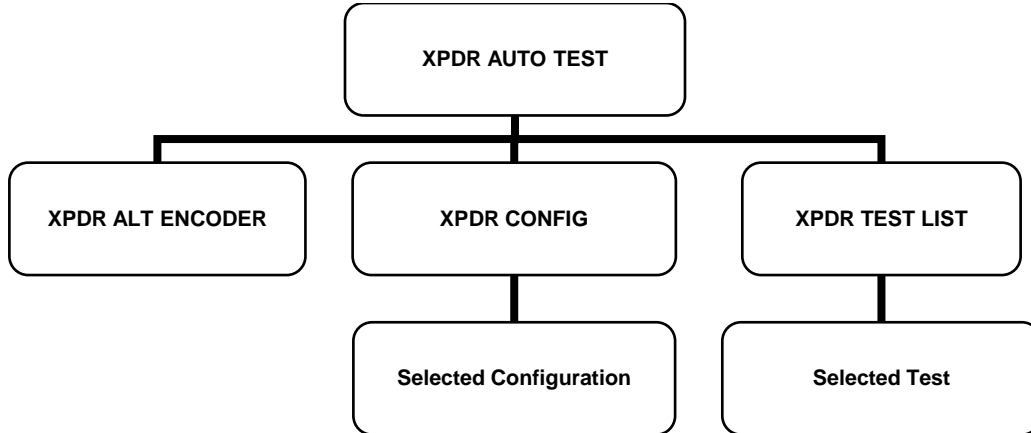 XPDR AUTO TEST
XPDR ALT ENCODER
XPDR CONFIG
XPDR TEST LIST
Selected Configuration
Selected Test